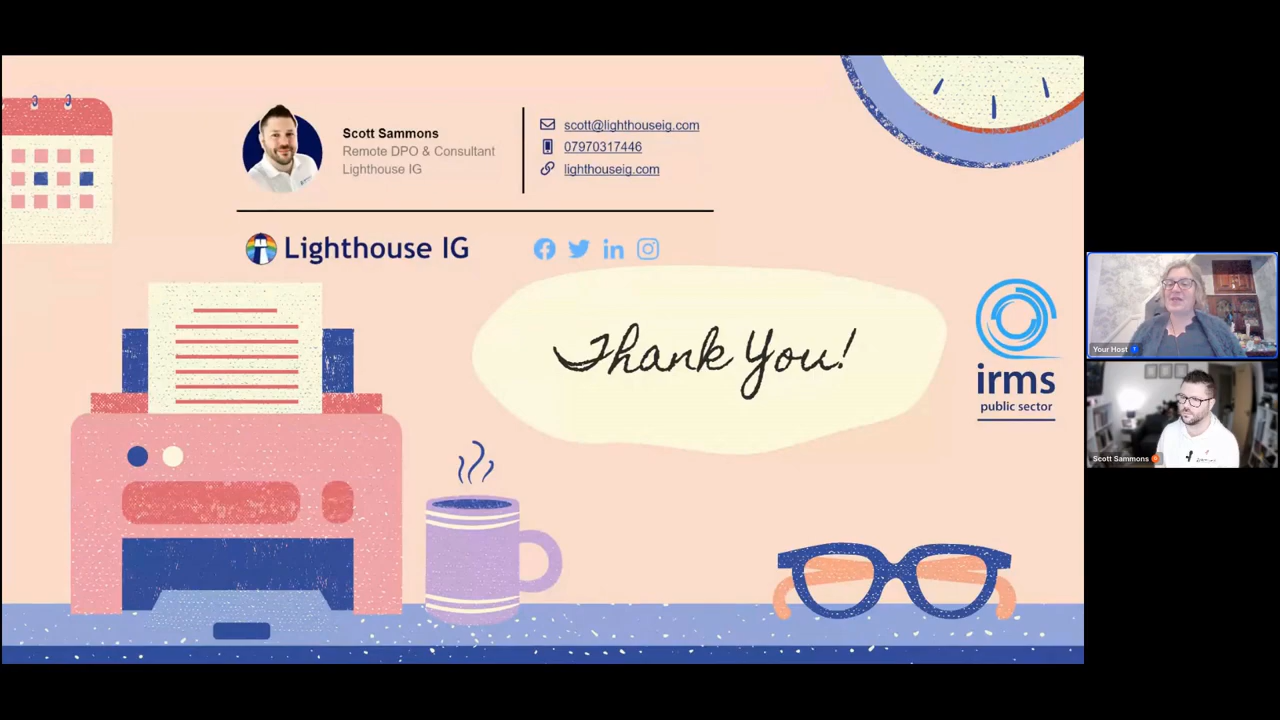 Scott Sammons
Remote DPO & Consultant
Lighthouse IG
scott@lighthouseig.com
07970317446
lighthouseig.com
Lighthouse IG
Thank You!
irms
public sector
Your Host
Scott Sammons